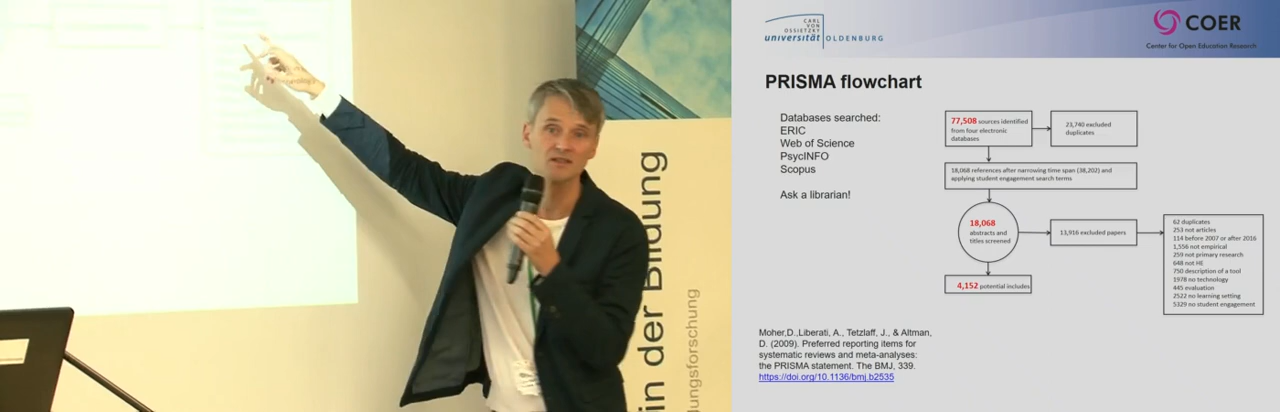 in der Bildung
ungsforschung
CARL
VON
OSSIETZKY
universität OLDENBURG
COER
Center for Open Education Research
PRISMA flowchart
Databases searched:
ERIC
Web of Science
PsycINFO
Scopus
Ask a librarian!
77,508 sources identified
from four electronic
databases
23,740 excluded
duplicates
18,068 references after narrowing time span (38,202) and
applying student engagement search terms
18,068
abstracts and
titles screened
13,916 excluded papers
62 duplicates
253 not articles
114 before 2007 or after 2016
1,556 not empirical
259 not primary research
648 not HE
750 description of a tool
1978 no technology
445 evaluation
2522 no learning setting
5329 no student engagement
4,152 potential includes
Moher,D.,Liberati, A., Tetzlaff, J., & Altman,
D. (2009). Preferred reporting items for
systematic reviews and meta-analyses:
the PRISMA statement. The BMJ, 339.
https://doi.org/10.1136/bmj.b2535